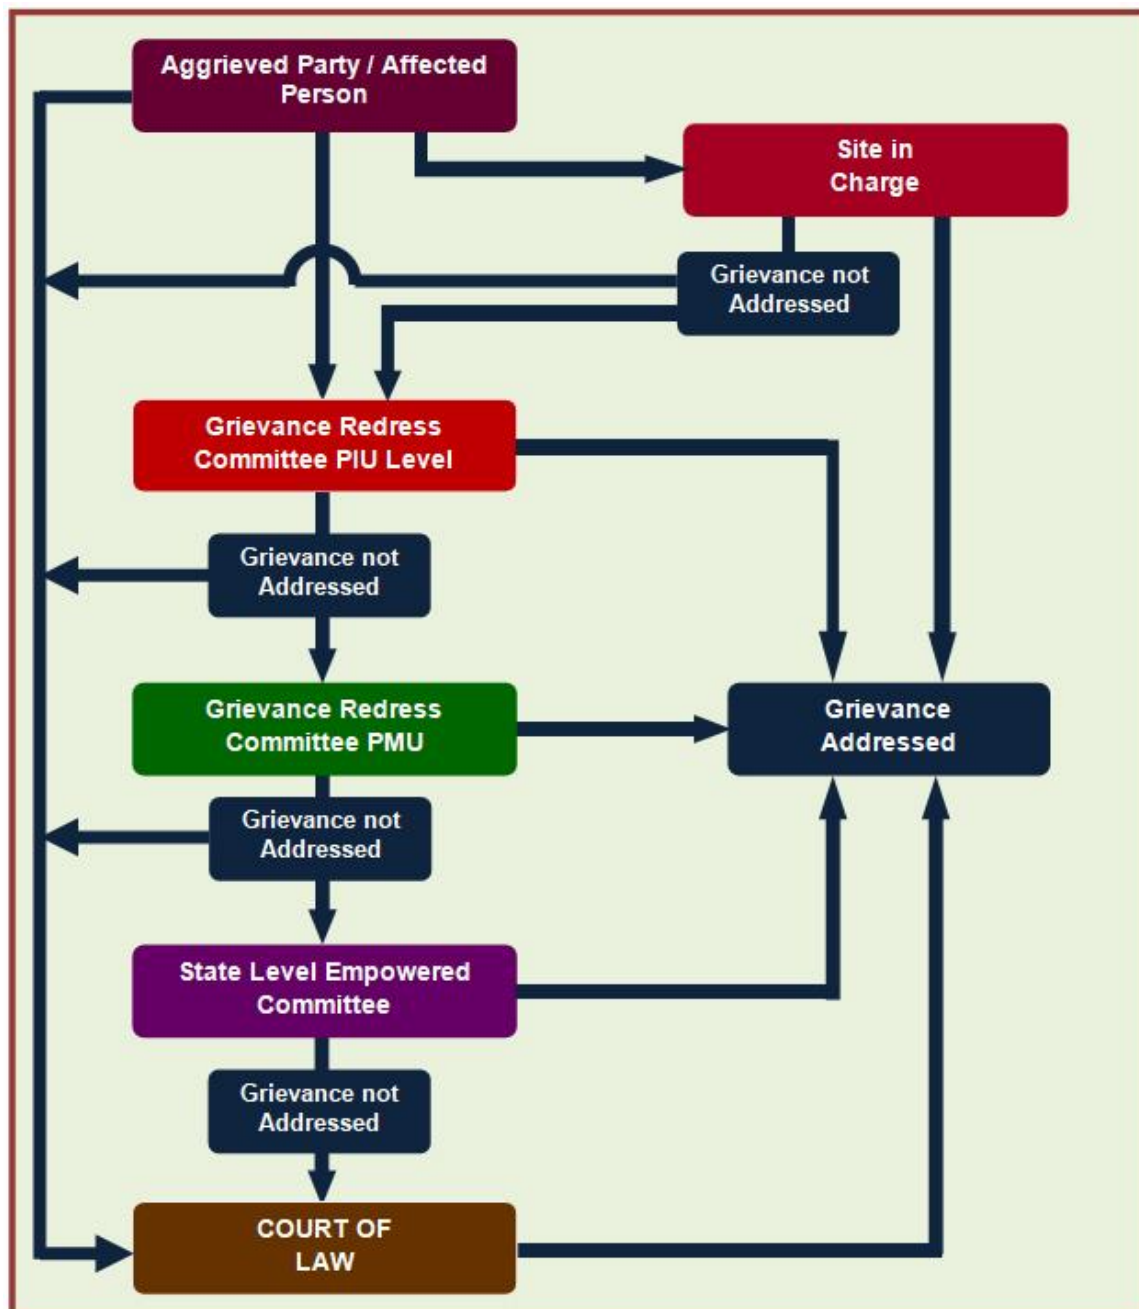 Aggrieved Party / Affected
Person
Site in
Charge
Grievance not
Addressed
Grievance Redress
Committee PIU Level
Grievance not
Addressed
Grievance Redress
Committee PMU
Grievance
Addressed
Grievance not
Addressed
State Level Empowered
Committee
Grievance not
Addressed
COURT OF
LAW